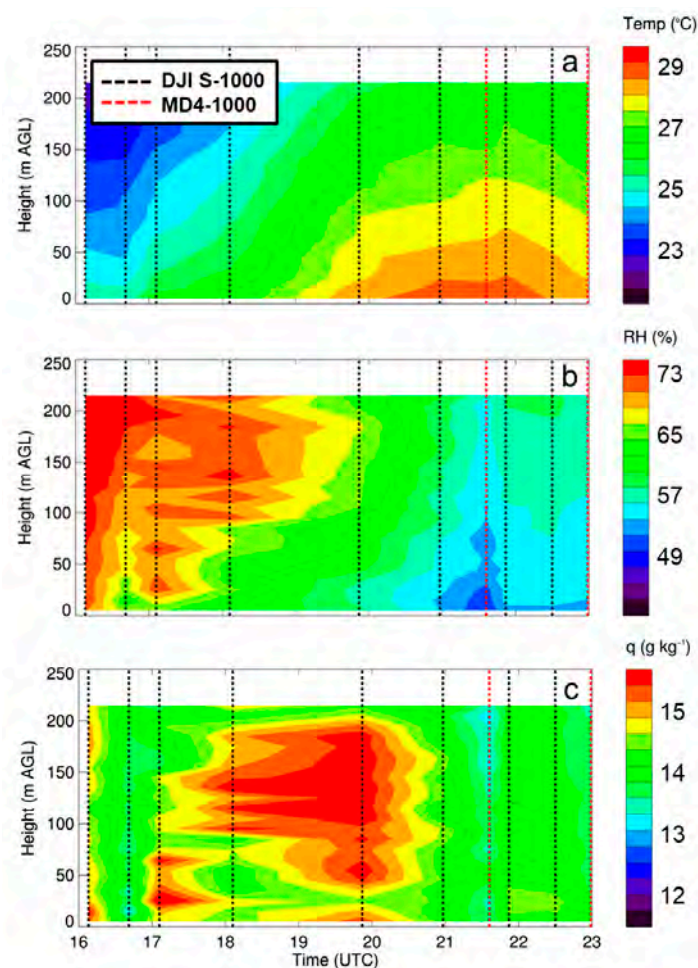 Temp (°C)
250
a
29
DJI S-1000
MD4-1000
200
27
150
Height (m AGL)
100
25
50
23
0
RH (%)
250
b
73
200
65
150
Height (m AGL)
57
100
50
49
0
q (g kg⁻¹)
250
c
15
200
14
150
Height (m AGL)
100
13
50
12
0
16 17 18 19 20 21 22 23
Time (UTC)